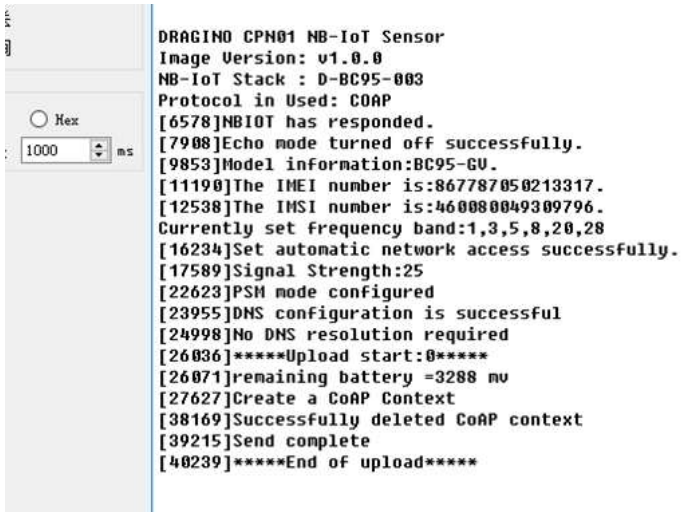 Hex
1000
ms
DRAGINO CPN01 NB-IoT Sensor
Image Version: v1.0.0
NB-IoT Stack : D-BC95-003
Protocol in Used: COAP
[6578]NBIOT has responded.
[7908]Echo mode turned off successfully.
[9853]Model information:BC95-GV.
[11190]The IMEI number is:867787050213317.
[12538]The IMSI number is:460080049309796.
Currently set frequency band:1,3,5,8,20,28
[16234]Set automatic network access successfully.
[17589]Signal Strength:25
[22623]PSM mode configured
[23955]DNS configuration is successful
[24998]No DNS resolution required
[26036]*****Upload start:0*****
[26071]remaining battery =3288 mv
[27627]Create a CoAP Context
[38169]Successfully deleted CoAP context
[39215]Send complete
[40239]*****End of upload*****